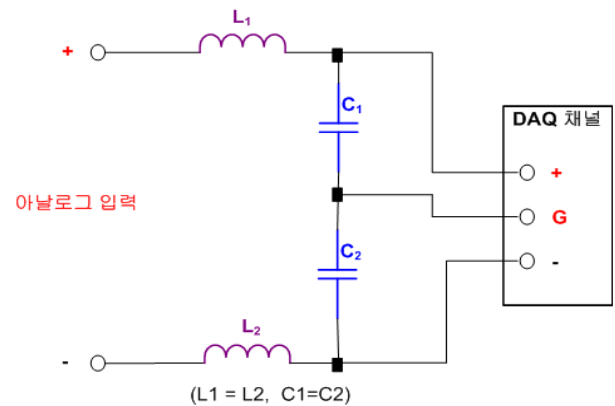 L₁
+
C₁
DAQ 채널
+
아날로그 입력
G
C₂
-
L₂
-
(L1 = L2, C1=C2)